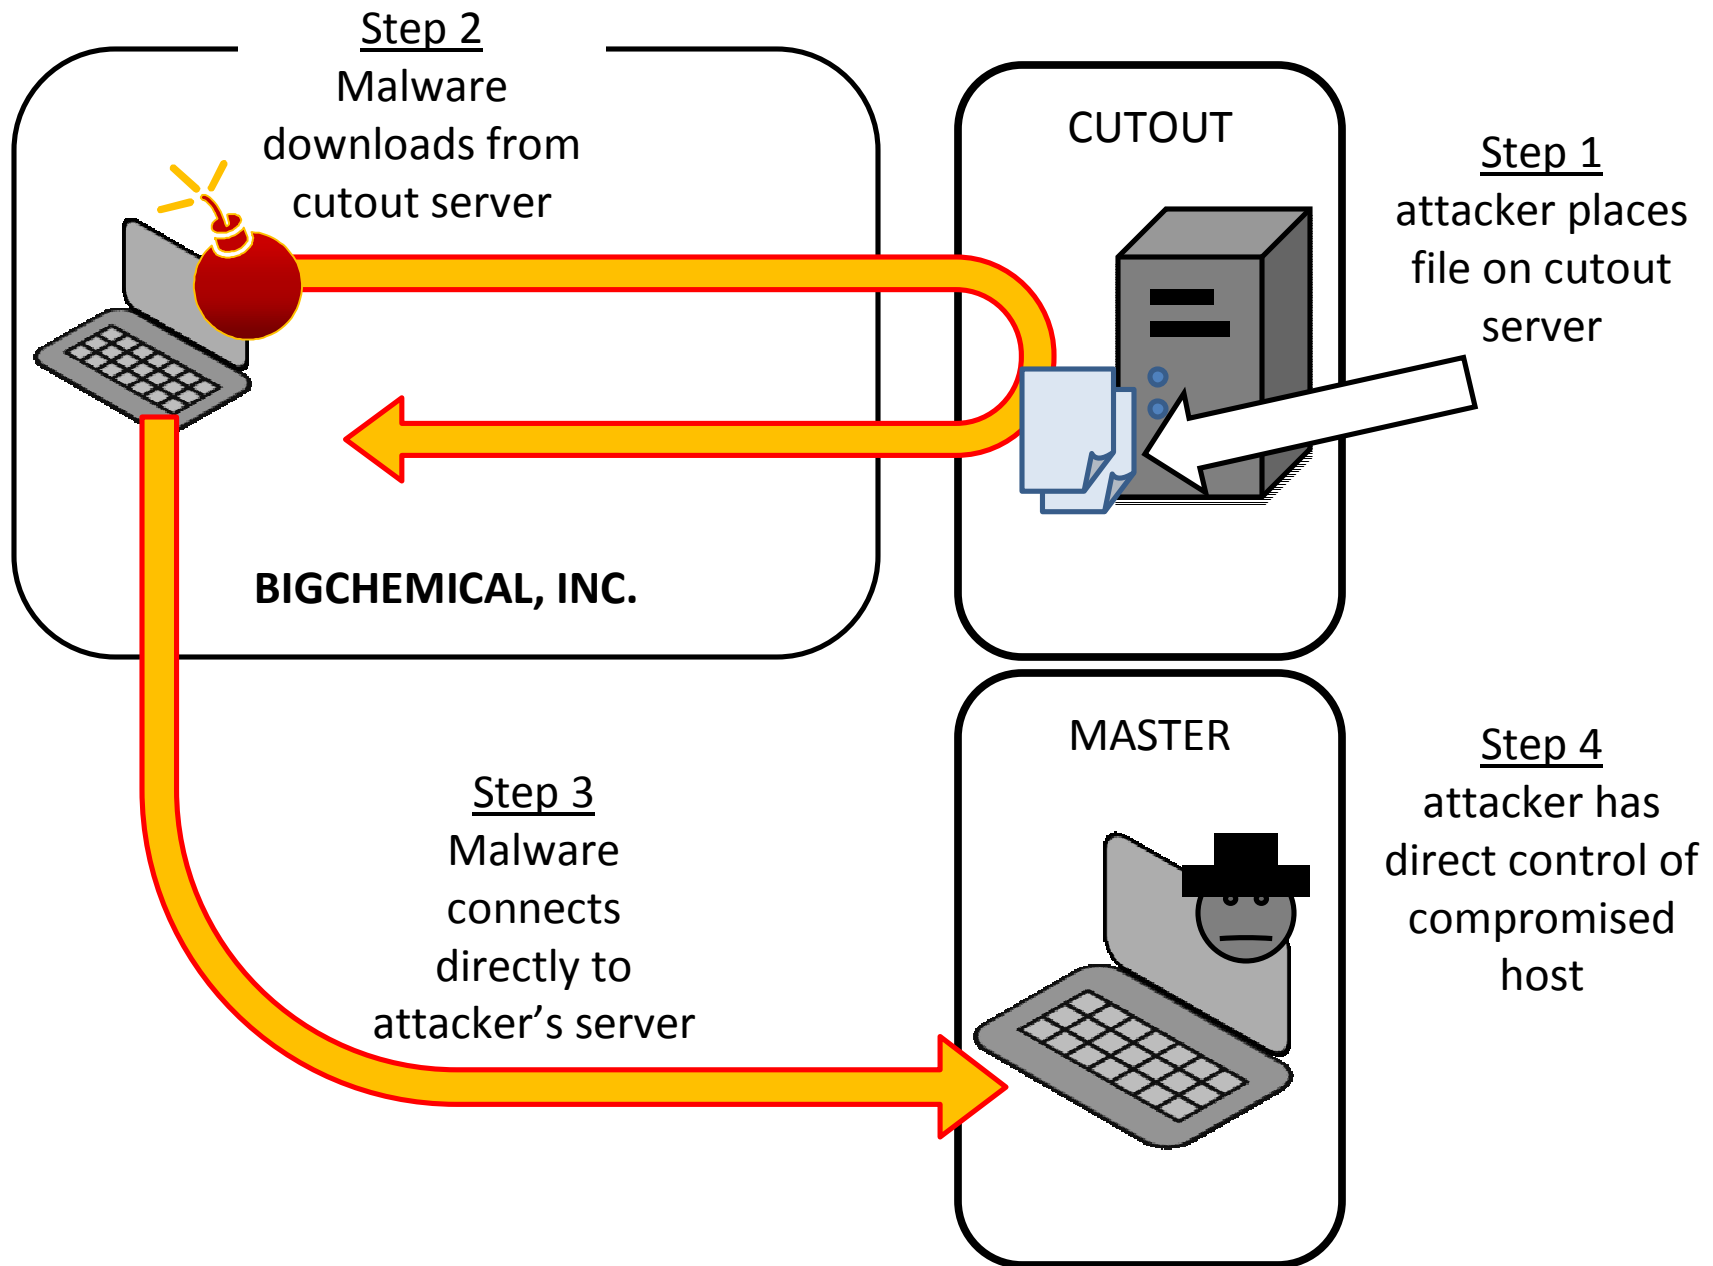 Step 2
Malware
downloads from
cutout server
CUTOUT
Step 1
attacker places
file on cutout
server
BIGCHEMICAL, INC.
MASTER
Step 3
Malware
connects
directly to
attacker’s server
Step 4
attacker has
direct control of
compromised
host